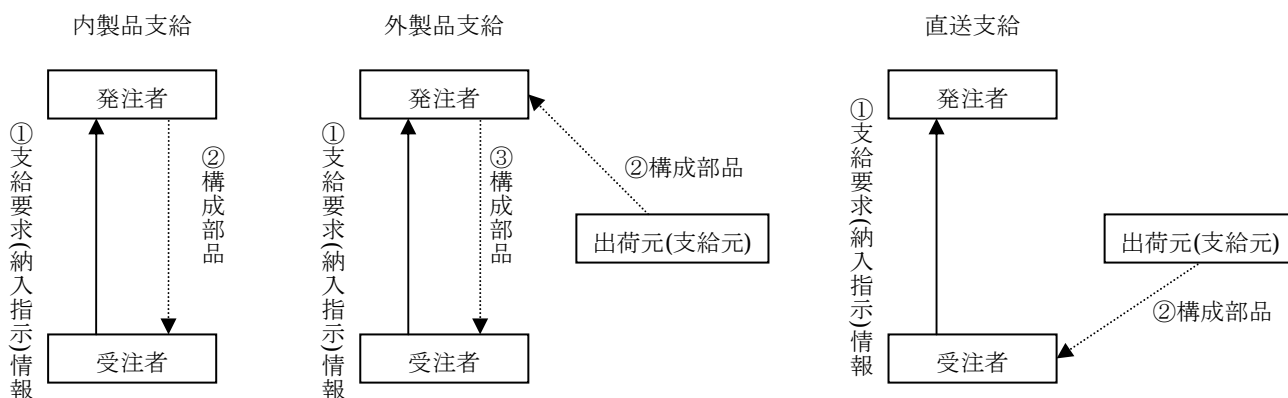 内製品支給
発注者
①支給要求(納入指示)情報
②構成部品
受注者
外製品支給
発注者
①支給要求(納入指示)情報
③構成部品
②構成部品
出荷元(支給元)
受注者
直送支給
発注者
①支給要求(納入指示)情報
出荷元(支給元)
②構成部品
受注者